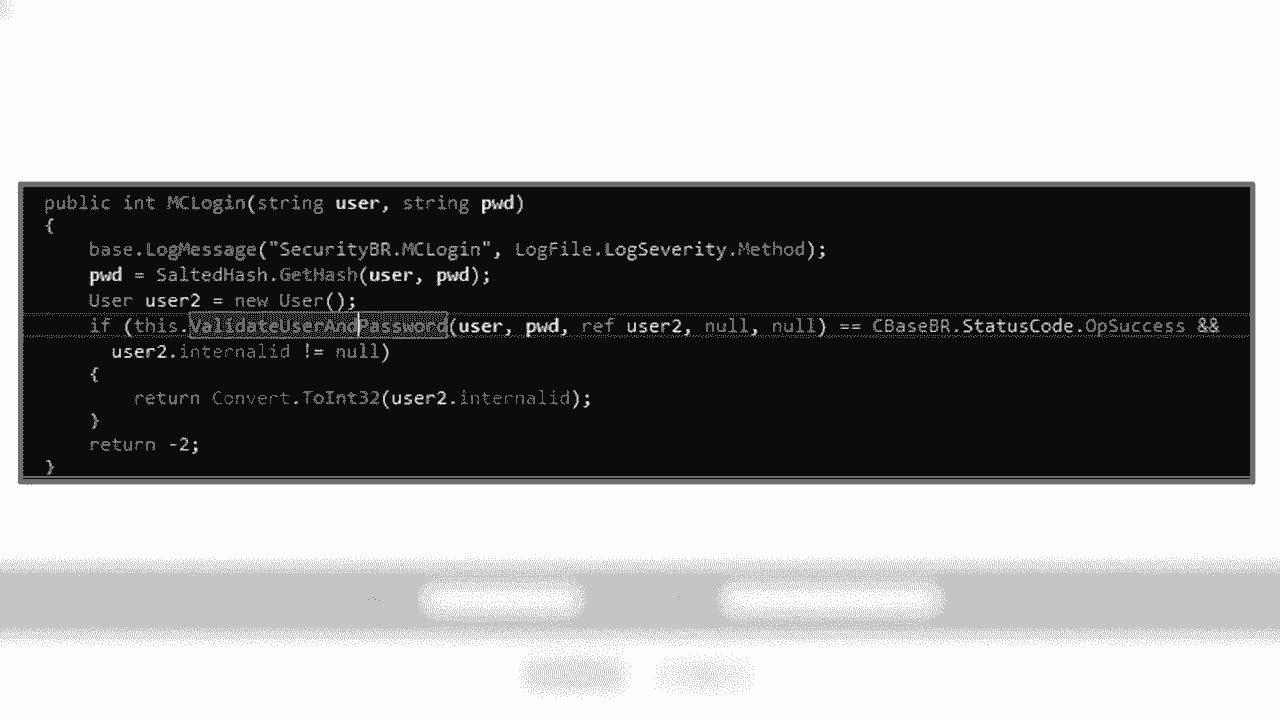 public int MCLogin(string user, string pwd)
{
    base.LogMessage("SecurityBR.MCLogin", LogFile.LogSeverity.Method);
    pwd = SaltedHash.GetHash(user, pwd);
    User user2 = new User();
    if (this.ValidateUserAndPassword(user, pwd, ref user2, null, null) == CBaseBR.StatusCode.OpSuccess &&
      user2.internalid != null)
    {
        return Convert.ToInt32(user2.internalid);
    }
    return -2;
}